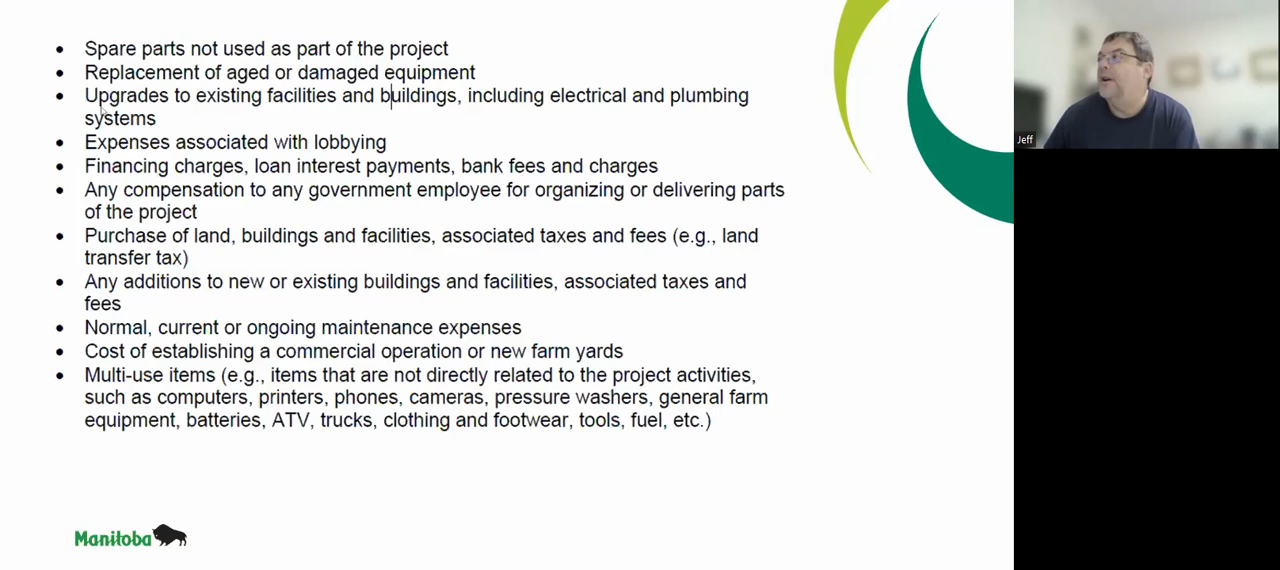 • Spare parts not used as part of the project
• Replacement of aged or damaged equipment
• Upgrades to existing facilities and buildings, including electrical and plumbing
systems
• Expenses associated with lobbying
• Financing charges, loan interest payments, bank fees and charges
• Any compensation to any government employee for organizing or delivering parts
of the project
• Purchase of land, buildings and facilities, associated taxes and fees (e.g., land
transfer tax)
• Any additions to new or existing buildings and facilities, associated taxes and
fees
• Normal, current or ongoing maintenance expenses
• Cost of establishing a commercial operation or new farm yards
• Multi-use items (e.g., items that are not directly related to the project activities,
such as computers, printers, phones, cameras, pressure washers, general farm
equipment, batteries, ATV, trucks, clothing and footwear, tools, fuel, etc.)
Manitoba
Jeff